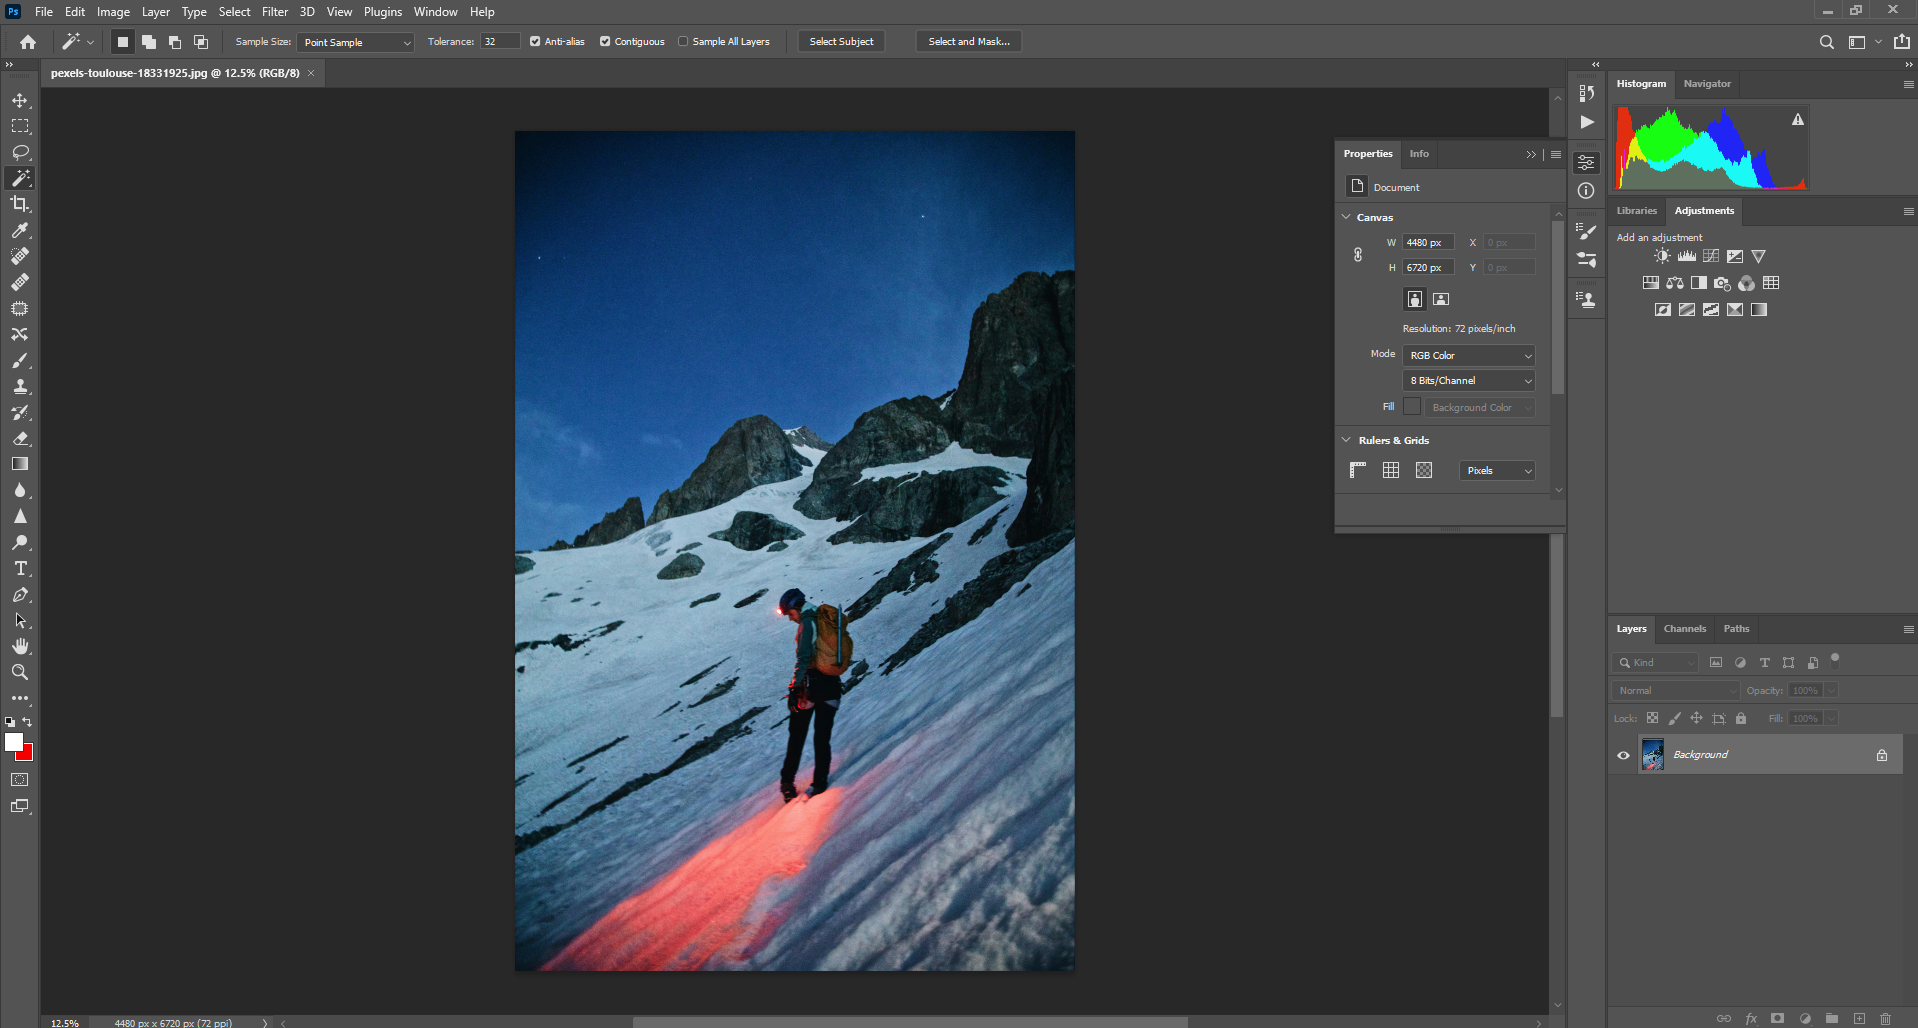 Ps File Edit Image Layer Type Select Filter 3D View Plugins Window Help
Sample Size: Point Sample Tolerance: 32 Anti-alias Contiguous Sample All Layers Select Subject Select and Mask...
pexels-toulouse-18331925.jpg @ 12.5% (RGB/8) ×
Histogram Navigator
Properties Info
Document
Canvas
W 4480 px X 0 px
H 6720 px Y 0 px
Resolution: 72 pixels/inch
Mode RGB Color
8 Bits/Channel
Fill Background Color
Rulers & Grids
Pixels
Libraries Adjustments
Add an adjustment
Layers Channels Paths
Kind
Normal Opacity: 100%
Lock: Fill: 100%
Background
12.5% 4480 px x 6720 px (72 ppi)